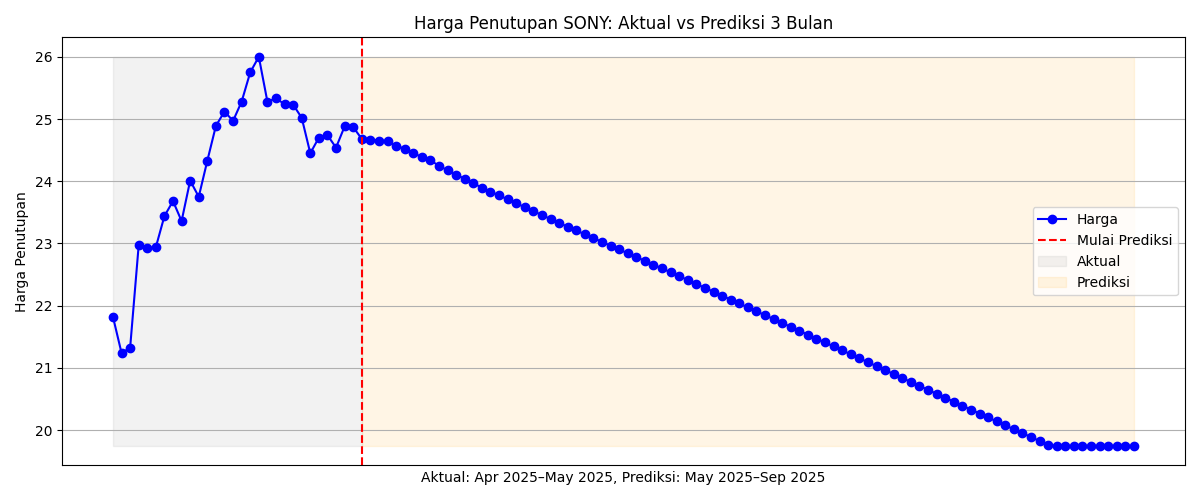 Harga Penutupan SONY: Aktual vs Prediksi 3 Bulan
Harga Penutupan
26
25
24
23
22
21
20
Harga
Mulai Prediksi
Aktual
Prediksi
Aktual: Apr 2025–May 2025, Prediksi: May 2025–Sep 2025